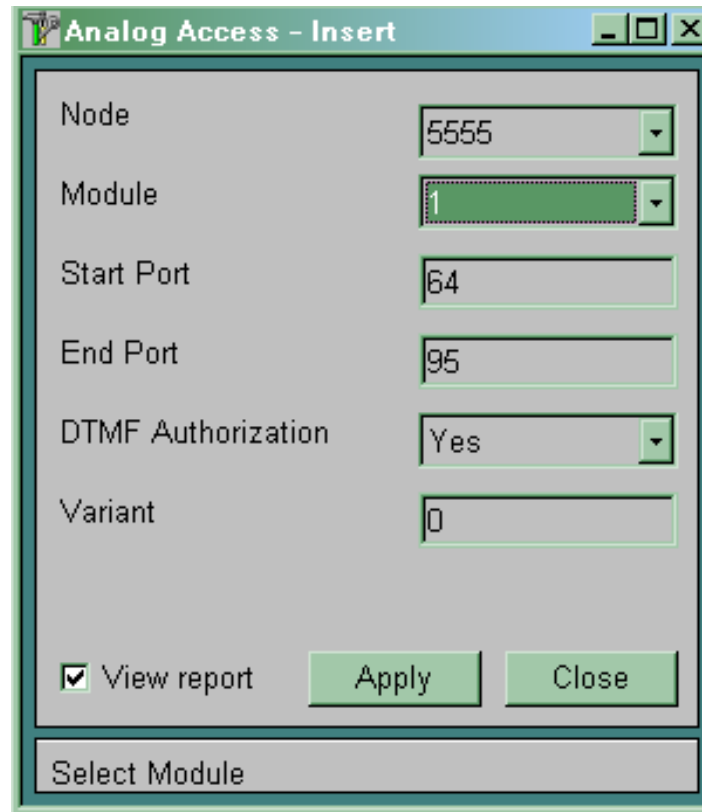 Analog Access - Insert
Node 5555
Module 1
Start Port 64
End Port 95
DTMF Authorization Yes
Variant 0
View report Apply Close
Select Module